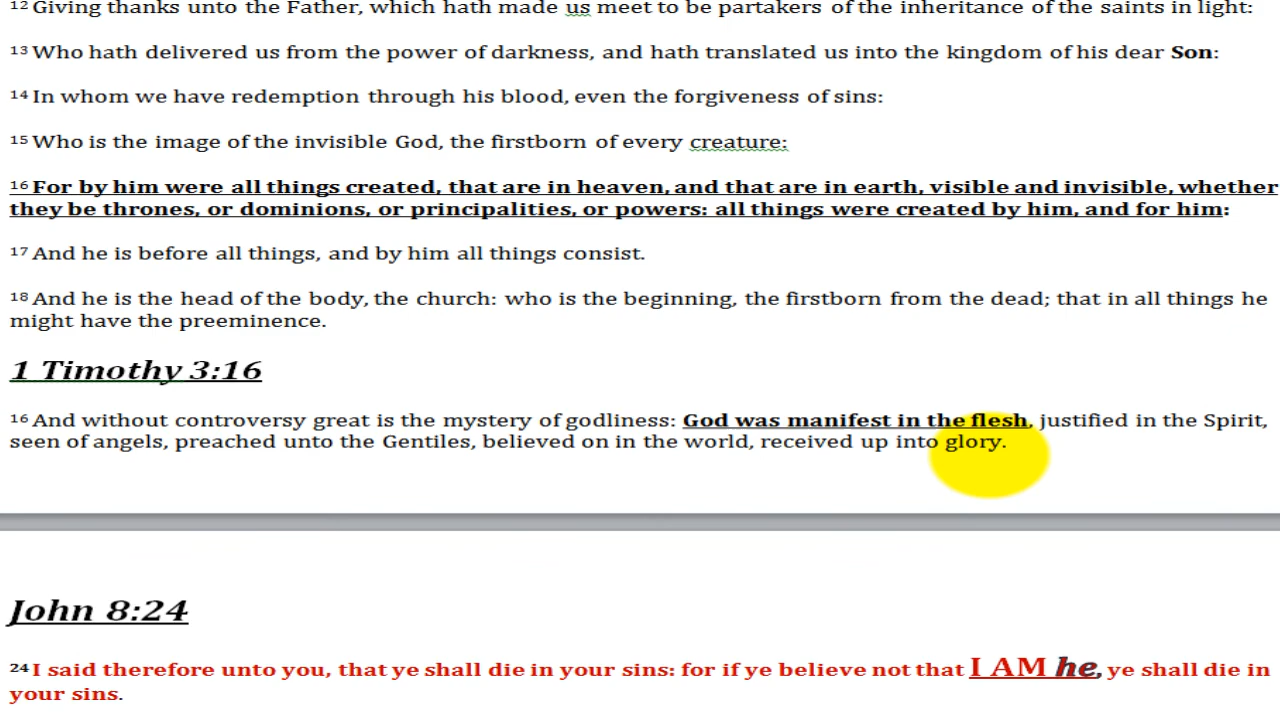 12 Giving thanks unto the Father, which hath made us meet to be partakers of the inheritance of the saints in light:
13 Who hath delivered us from the power of darkness, and hath translated us into the kingdom of his dear Son:
14 In whom we have redemption through his blood, even the forgiveness of sins:
15 Who is the image of the invisible God, the firstborn of every creature:
16 For by him were all things created, that are in heaven, and that are in earth, visible and invisible, whether
they be thrones, or dominions, or principalities, or powers: all things were created by him, and for him:
17 And he is before all things, and by him all things consist.
18 And he is the head of the body, the church: who is the beginning, the firstborn from the dead; that in all things he
might have the preeminence.
1 Timothy 3:16
16 And without controversy great is the mystery of godliness: God was manifest in the flesh, justified in the Spirit,
seen of angels, preached unto the Gentiles, believed on in the world, received up into glory.
John 8:24
24 I said therefore unto you, that ye shall die in your sins: for if ye believe not that I AM he, ye shall die in
your sins.